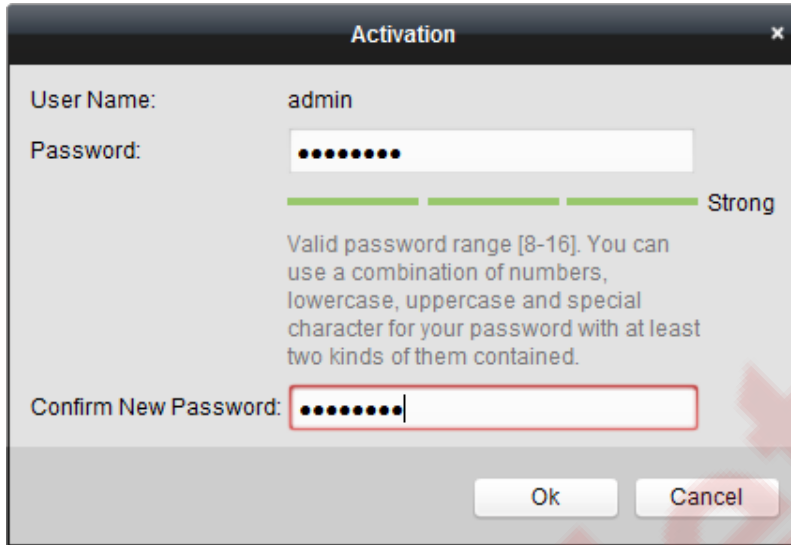 Activation
User Name: admin
Password: ••••••••
Strong
Valid password range [8-16]. You can
use a combination of numbers,
lowercase, uppercase and special
character for your password with at least
two kinds of them contained.
Confirm New Password: ••••••••
Ok Cancel